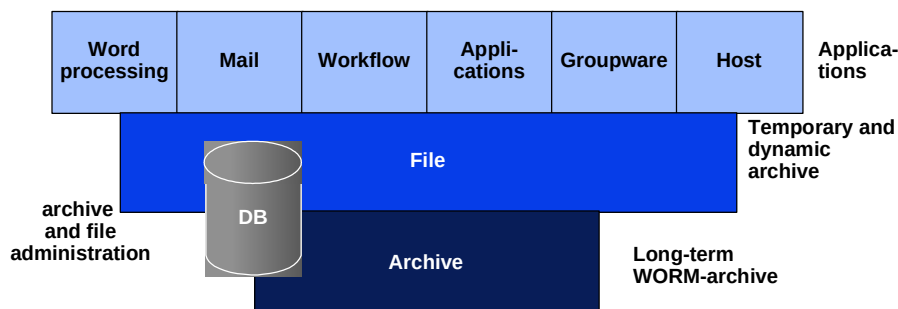 Word
processing
Mail
Workflow
Appli-
cations
Groupware
Host
Applica-
tions
Temporary and
dynamic
archive
File
DB
archive
and file
administration
Archive
Long-term
WORM-archive